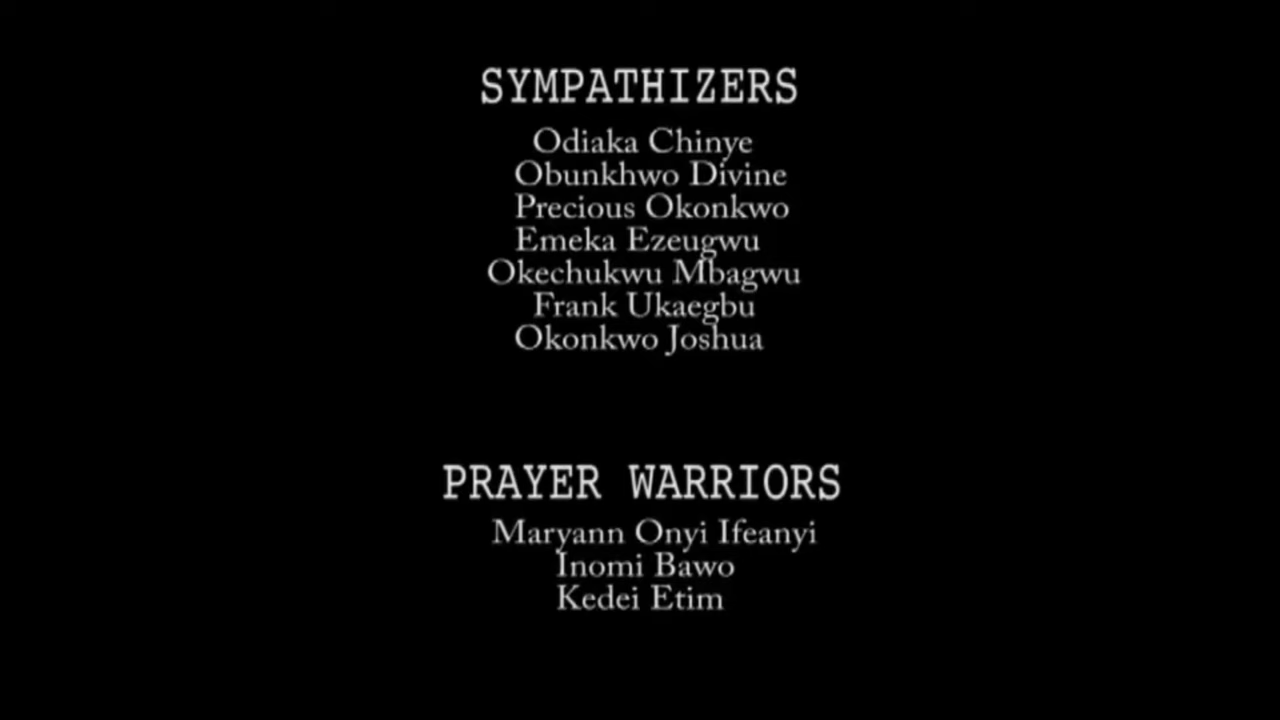 SYMPATHIZERS
Odiaka Chinye
Obunkhwo Divine
Precious Okonkwo
Emeka Ezeugwu
Okechukwu Mbagwu
Frank Ukaegbu
Okonkwo Joshua
PRAYER WARRIORS
Maryann Onyi Ifeanyi
Inomi Bawo
Kedei Etim